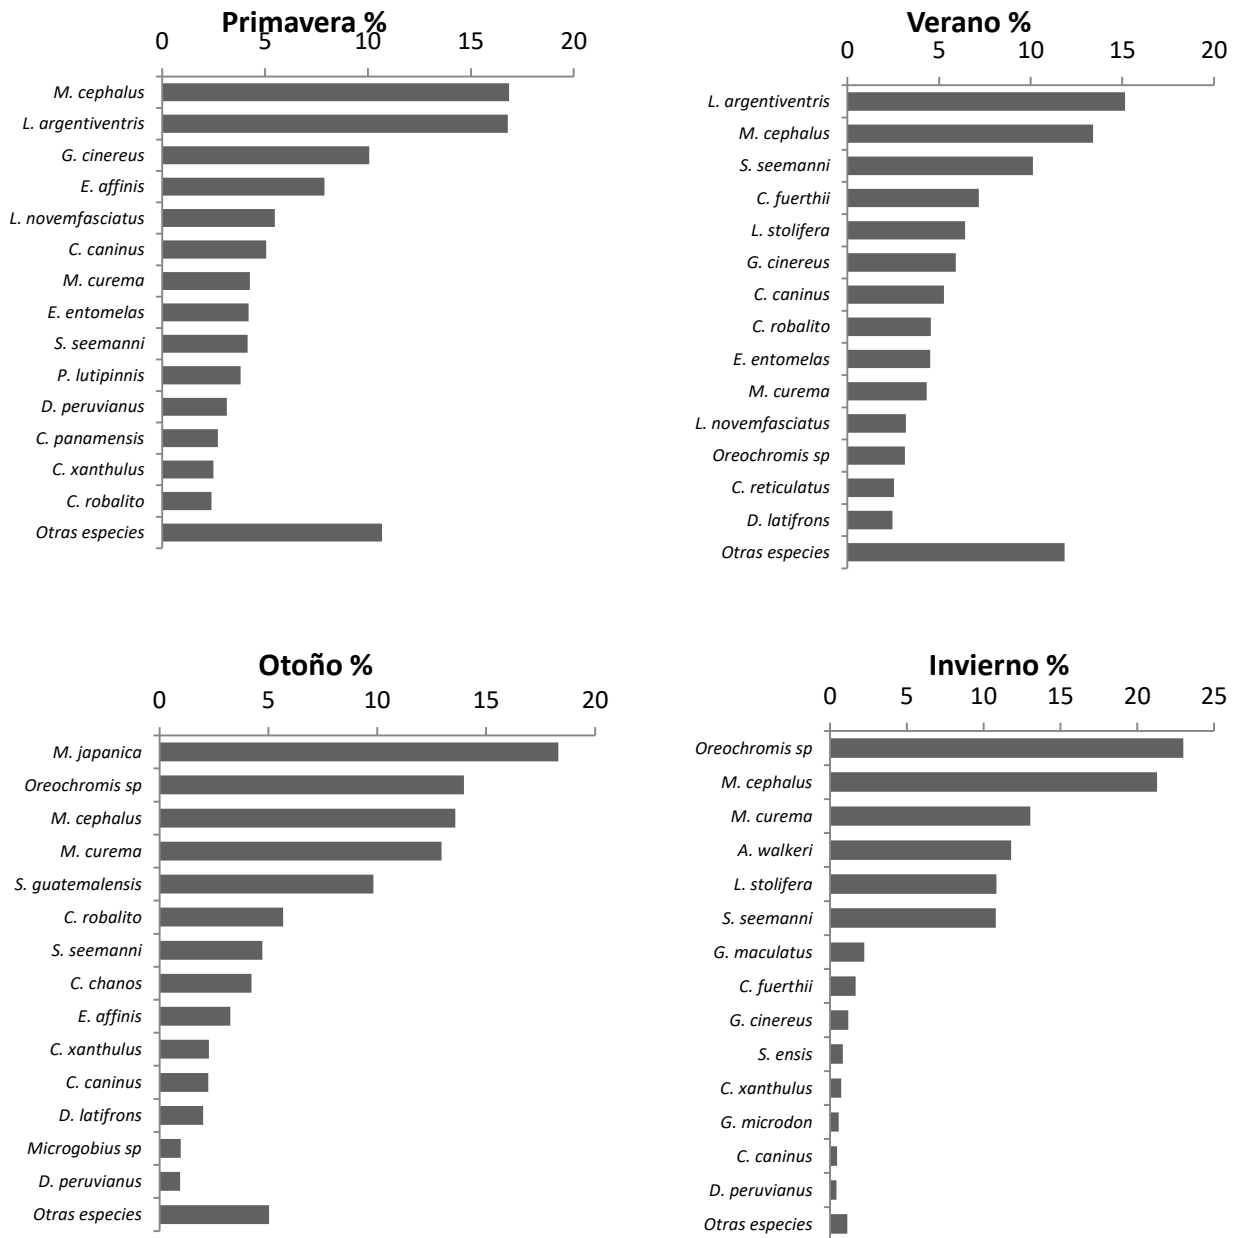 Primavera %
0 5 10 15 20
M. cephalus
L. argentiventris
G. cinereus
E. affinis
L. novemfasciatus
C. caninus
M. curema
E. entomelas
S. seemanni
P. lutipinnis
D. peruvianus
C. panamensis
C. xanthulus
C. robalito
Otras especies
Verano %
0 5 10 15 20
L. argentiventris
M. cephalus
S. seemanni
C. fuerthii
L. stolifera
G. cinereus
C. caninus
C. robalito
E. entomelas
M. curema
L. novemfasciatus
Oreochromis sp
C. reticulatus
D. latifrons
Otras especies
Otoño %
0 5 10 15 20
M. japanica
Oreochromis sp
M. cephalus
M. curema
S. guatemalensis
C. robalito
S. seemanni
C. chanos
E. affinis
C. xanthulus
C. caninus
D. latifrons
Microgobius sp
D. peruvianus
Otras especies
Invierno %
0 5 10 15 20 25
Oreochromis sp
M. cephalus
M. curema
A. walkeri
L. stolifera
S. seemanni
G. maculatus
C. fuerthii
G. cinereus
S. ensis
C. xanthulus
G. microdon
C. caninus
D. peruvianus
Otras especies